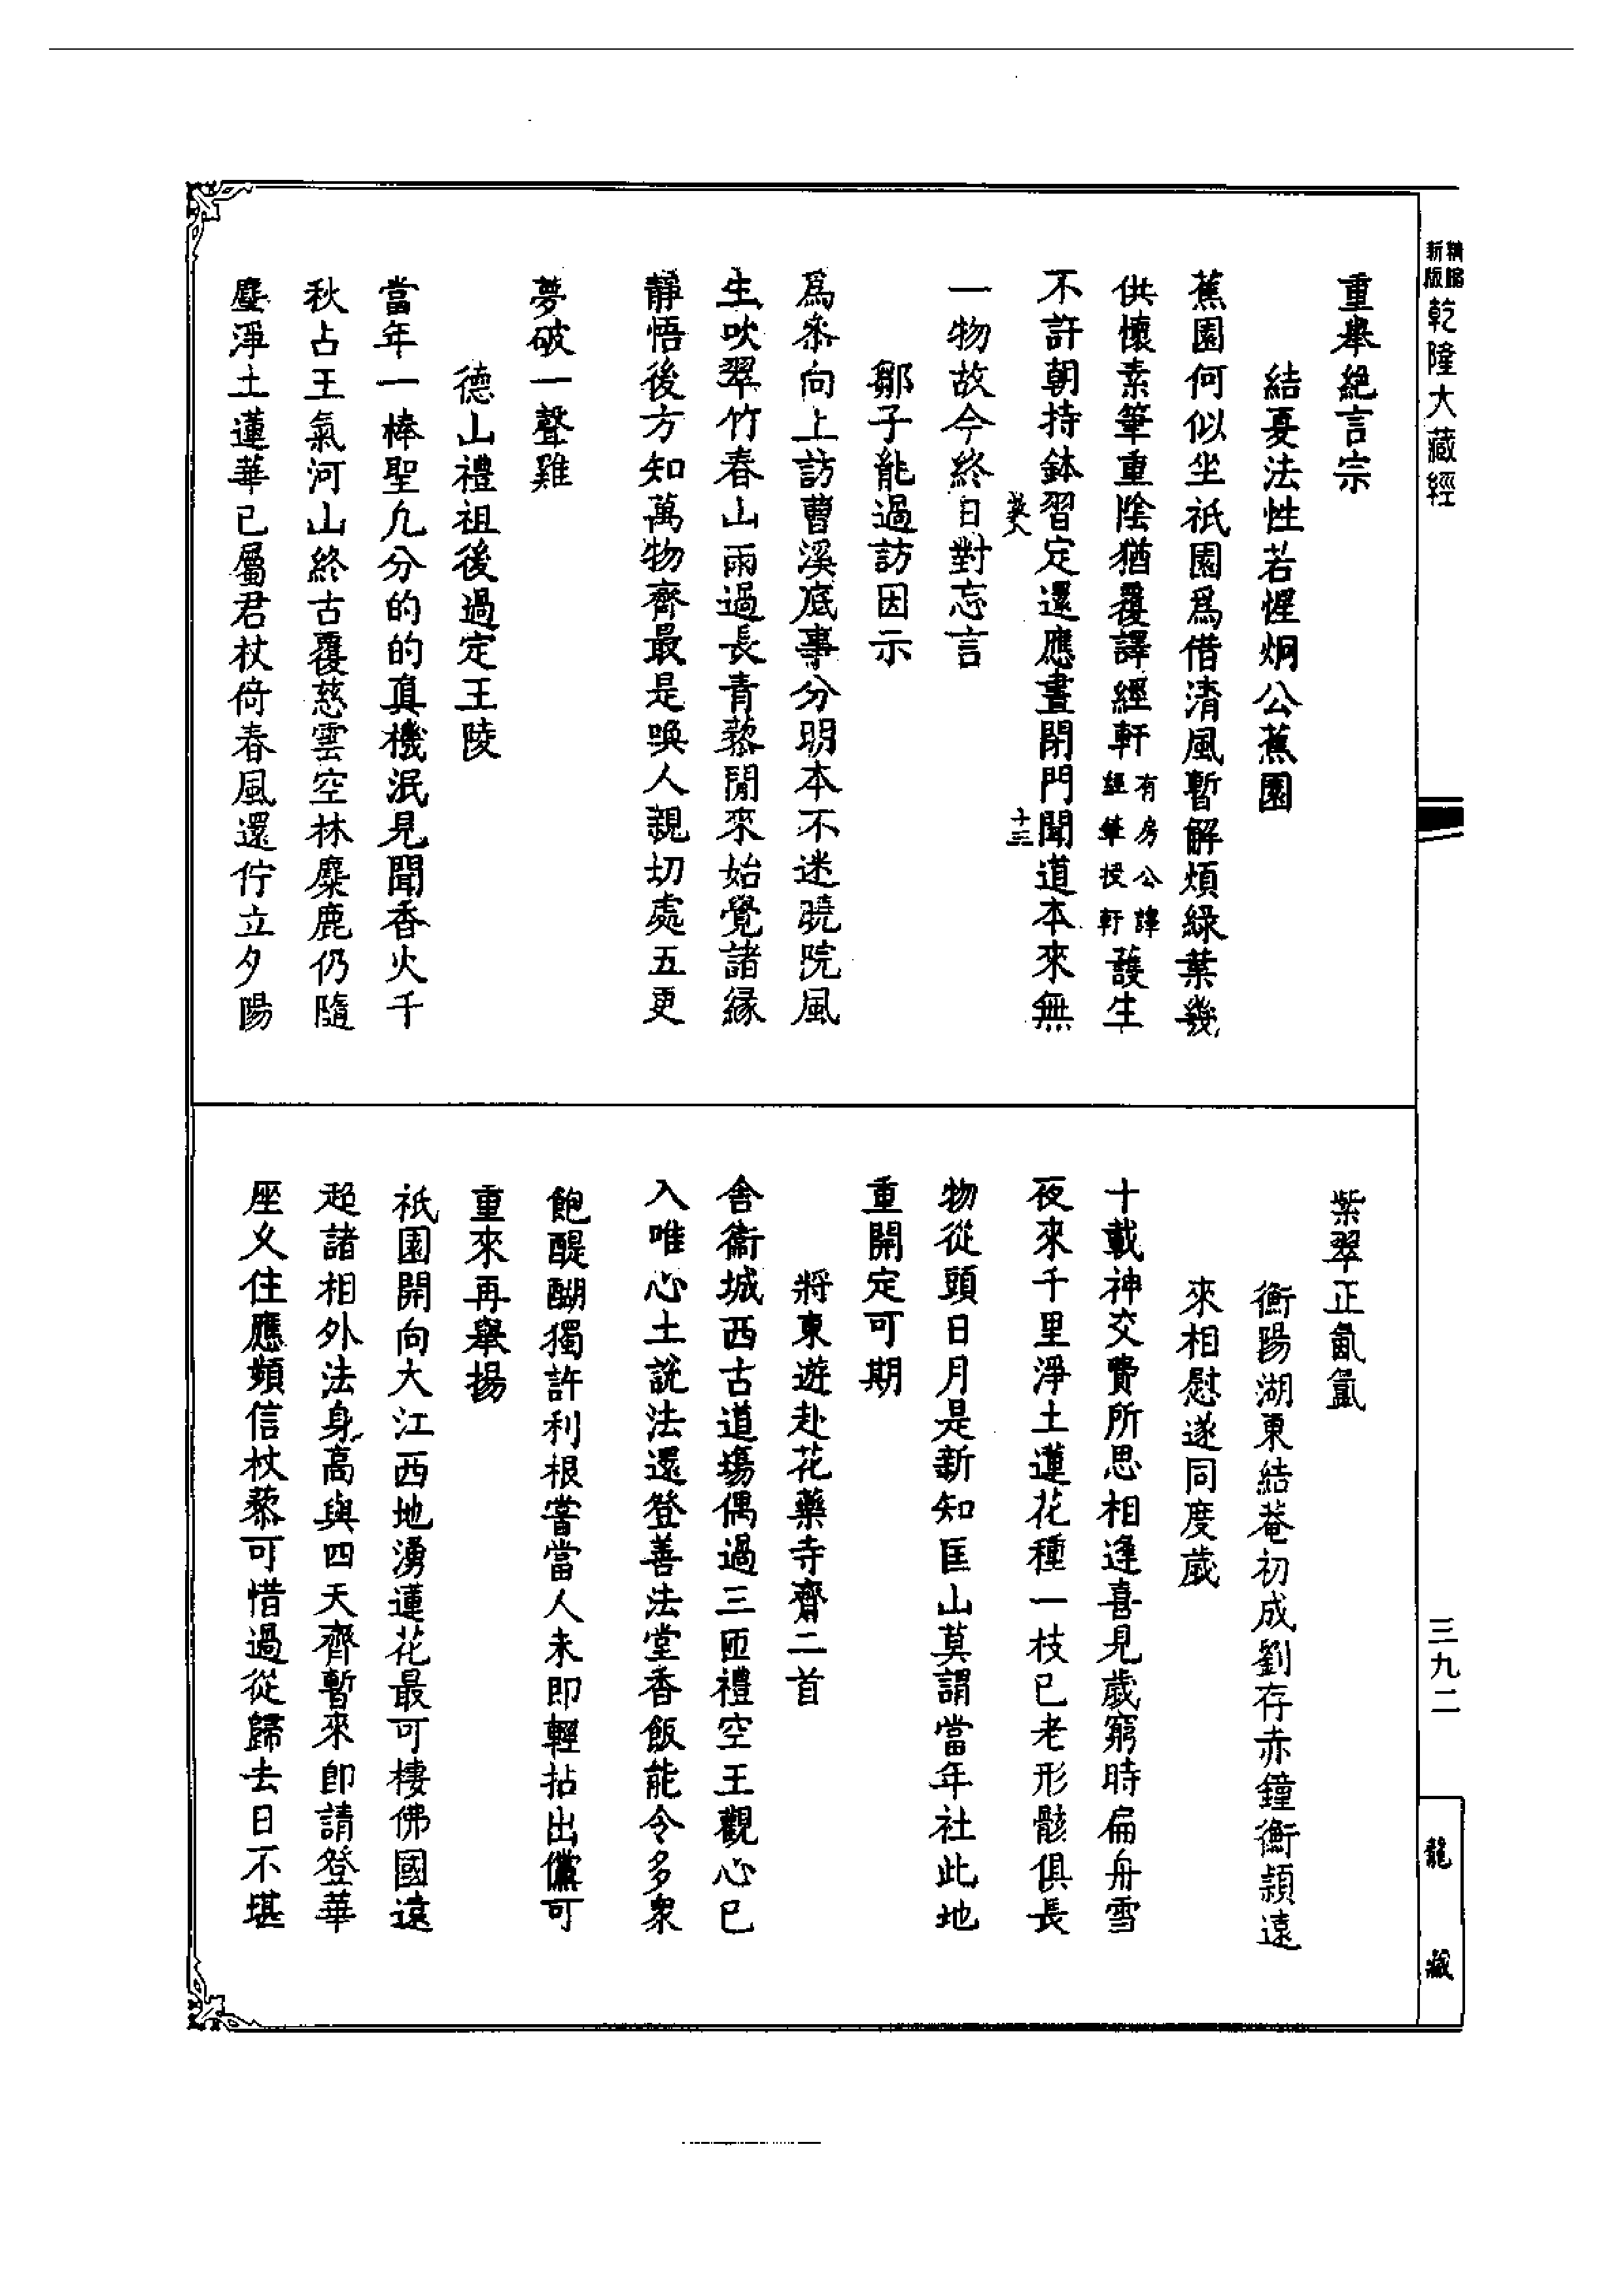 精縮
新版
乾隆大藏經
重舉絕言宗
結夏法性若惺炯公蕉園
蕉園何似坐祇園爲借清風暫解煩綠葉幾
供懷素筆重陰猶覆譯經軒
有房公譯
經筆授軒
護生
不許朝持鉢習定還應晝閉門聞道本來無
十三
一物故今終日對忘言
鄒子能過訪因示
爲叅向上訪曹溪底事分明本不迷曉院風
生吹翠竹春山雨過長青藜閒來始覺諸緣
靜悟後方知萬物齊最是喚人親切處五更
夢破一聲雞
德山禮祖後過定王陵
當年一棒聖凡分的的真機泯見聞香火千
秋占王氣河山終古覆慈雲空林麋鹿仍隨
麈淨土蓮華已屬君杖倚春風還佇立夕陽
紫翠正氤氳
衡陽湖東結菴初成劉存赤鐘衡頴遠
來相慰遂同度歲
十載神交費所思相逢喜見歲窮時扁舟雪
夜來千里淨土蓮花種一枝已老形骸俱長
物從頭日月是新知匡山莫謂當年社此地
重開定可期
將東遊赴花藥寺齋二首
舍衞城西古道場偶過三匝禮空王觀心已
入唯心土說法還登善法堂香飯能令多衆
飽醍醐獨許利根嘗當人未即輕拈出儻可
重來再舉揚
祇園開向大江西地湧蓮花最可棲佛國遠
超諸相外法身高與四天齊暫來即請登華
座久住應頻信杖藜可惜過從歸去日不堪
三九二
龍藏